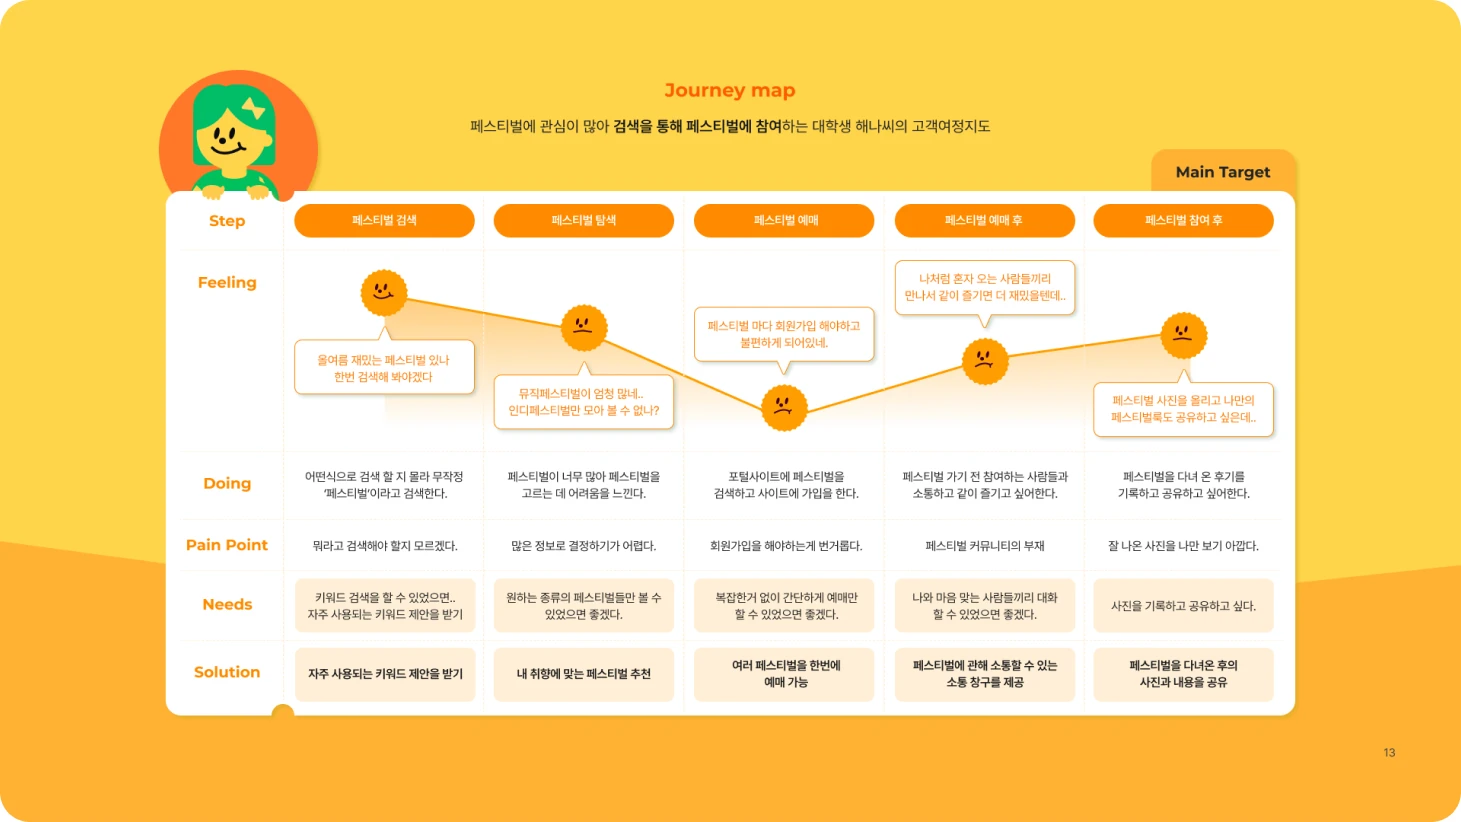 Journey map
페스티벌에 관심이 많아 검색을 통해 페스티벌에 참여하는 대학생 해나씨의 고객여정지도
Main Target
Step
페스티벌 검색
페스티벌 탐색
페스티벌 예매
페스티벌 예매 후
페스티벌 참여 후
Feeling
올여름 재밌는 페스티벌 있나
한번 검색해 봐야겠다
뮤직페스티벌이 엄청 많네..
인디페스티벌만 모아 볼 수 없나?
페스티벌 마다 회원가입 해야하고
불편하게 되어있네.
나처럼 혼자 오는 사람들끼리
만나서 같이 즐기면 더 재밌을텐데..
페스티벌 사진을 올리고 나만의
페스티벌룩도 공유하고 싶은데..
Doing
어떤식으로 검색 할 지 몰라 무작정
‘페스티벌’이라고 검색한다.
페스티벌이 너무 많아 페스티벌을
고르는 데 어려움을 느낀다.
포털사이트에 페스티벌을
검색하고 사이트에 가입을 한다.
페스티벌 가기 전 참여하는 사람들과
소통하고 같이 즐기고 싶어한다.
페스티벌을 다녀 온 후기를
기록하고 공유하고 싶어한다.
Pain Point
뭐라고 검색해야 할지 모르겠다.
많은 정보로 결정하기가 어렵다.
회원가입을 해야하는게 번거롭다.
페스티벌 커뮤니티의 부재
잘 나온 사진을 나만 보기 아깝다.
Needs
키워드 검색을 할 수 있었으면..
자주 사용되는 키워드 제안을 받기
원하는 종류의 페스티벌들만 볼 수
있었으면 좋겠다.
복잡한거 없이 간단하게 예매만
할 수 있었으면 좋겠다.
나와 마음 맞는 사람들끼리 대화
할 수 있었으면 좋겠다.
사진을 기록하고 공유하고 싶다.
Solution
자주 사용되는 키워드 제안을 받기
내 취향에 맞는 페스티벌 추천
여러 페스티벌을 한번에
예매 가능
페스티벌에 관해 소통할 수 있는
소통 창구를 제공
페스티벌을 다녀온 후의
사진과 내용을 공유
13